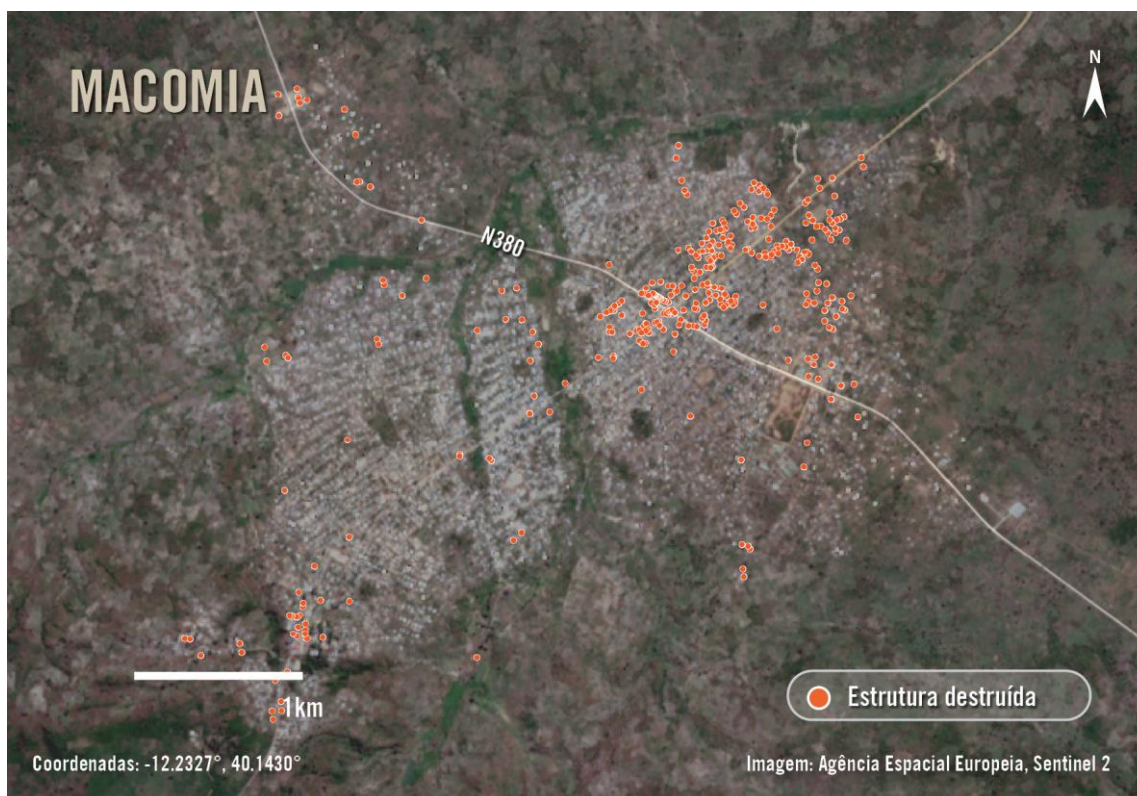 MACOMIA
N
N380
1km
Estrutura destruída
Coordenadas: -12.2327°, 40.1430°
Imagem: Agência Espacial Europeia, Sentinel 2